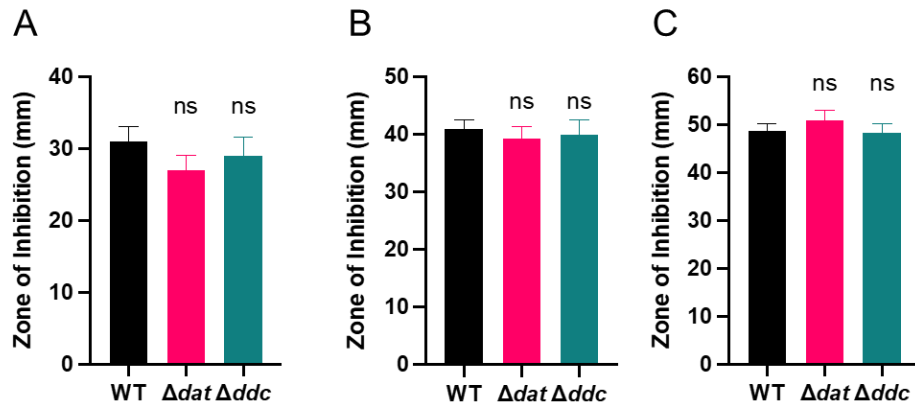 A
Zone of Inhibition (mm)
40
30
20
10
0
ns
ns
WT
Δdat
Δddc
B
Zone of Inhibition (mm)
50
40
30
20
10
0
ns
ns
WT
Δdat
Δddc
C
Zone of Inhibition (mm)
60
50
40
30
20
10
0
ns
ns
WT
Δdat
Δddc